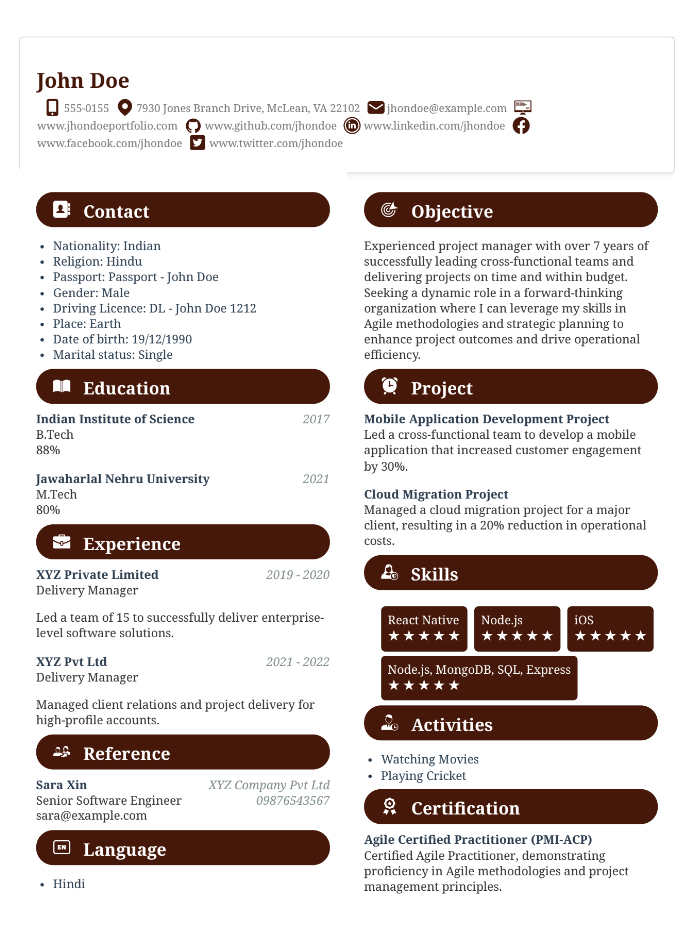 John Doe
555-0155 7930 Jones Branch Drive, McLean, VA 22102 jhondoe@example.com
www.jhondoeportfolio.com www.github.com/jhondoe www.linkedin.com/jhondoe
www.facebook.com/jhondoe www.twitter.com/jhondoe
Contact
• Nationality: Indian
• Religion: Hindu
• Passport: Passport - John Doe
• Gender: Male
• Driving Licence: DL - John Doe 1212
• Place: Earth
• Date of birth: 19/12/1990
• Marital status: Single
Education
Indian Institute of Science 2017
B.Tech
88%
Jawaharlal Nehru University 2021
M.Tech
80%
Experience
XYZ Private Limited 2019 - 2020
Delivery Manager
Led a team of 15 to successfully deliver enterprise-
level software solutions.
XYZ Pvt Ltd 2021 - 2022
Delivery Manager
Managed client relations and project delivery for
high-profile accounts.
Reference
Sara Xin XYZ Company Pvt Ltd
Senior Software Engineer 09876543567
sara@example.com
EN Language
• Hindi
Objective
Experienced project manager with over 7 years of
successfully leading cross-functional teams and
delivering projects on time and within budget.
Seeking a dynamic role in a forward-thinking
organization where I can leverage my skills in
Agile methodologies and strategic planning to
enhance project outcomes and drive operational
efficiency.
Project
Mobile Application Development Project
Led a cross-functional team to develop a mobile
application that increased customer engagement
by 30%.
Cloud Migration Project
Managed a cloud migration project for a major
client, resulting in a 20% reduction in operational
costs.
Skills
React Native Node.js iOS
★★★★★ ★★★★★ ★★★★★
Node.js, MongoDB, SQL, Express
★★★★★
Activities
• Watching Movies
• Playing Cricket
Certification
Agile Certified Practitioner (PMI-ACP)
Certified Agile Practitioner, demonstrating
proficiency in Agile methodologies and project
management principles.